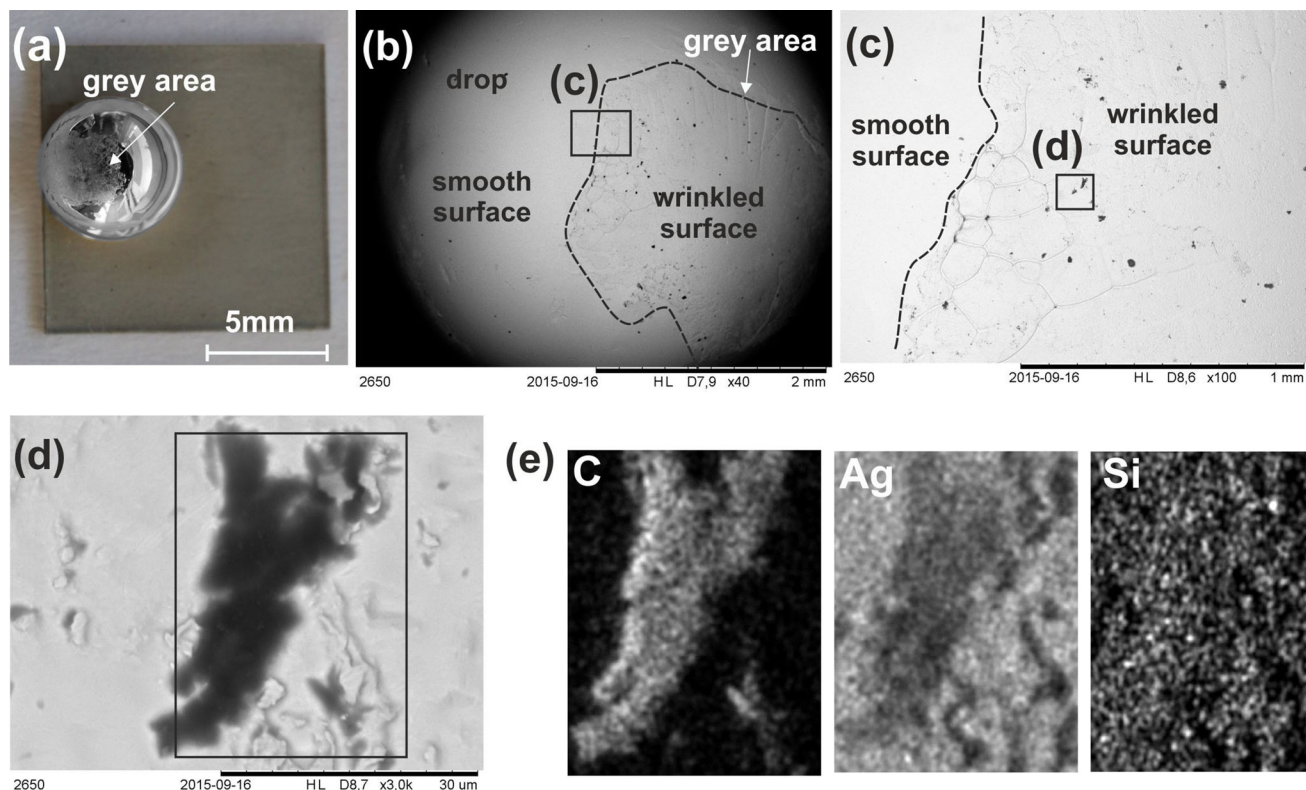 (a)
grey area
5mm
(b)
drop
(c)
grey area
smooth
surface
wrinkled
surface
2650 2015-09-16 HL D7,9 x40 2 mm
(c)
smooth
surface
(d)
wrinkled
surface
2650 2015-09-16 HL D8,6 x100 1 mm
(d)
2650 2015-09-16 HL D8.7 x3.0k 30 um
(e)
C
Ag
Si